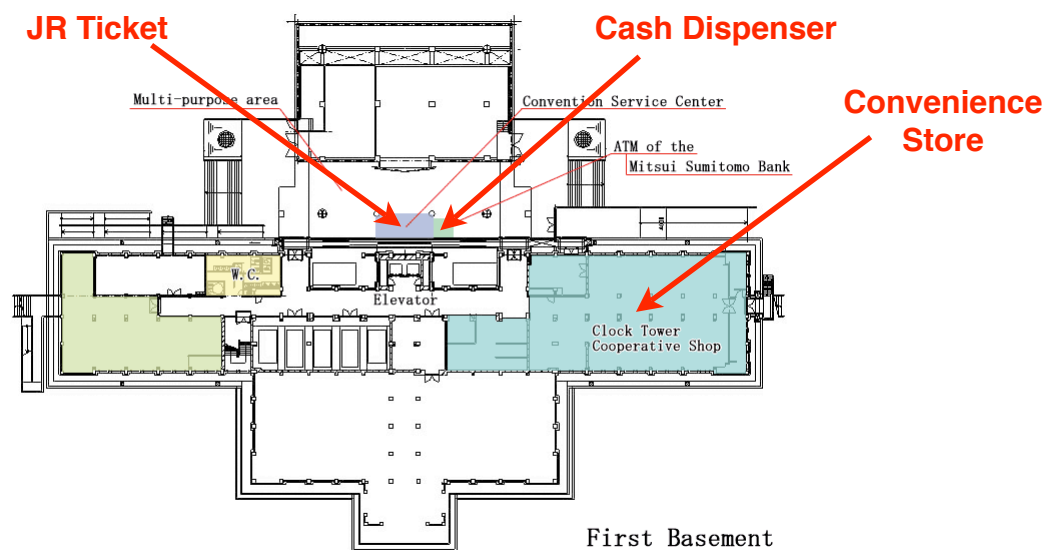 JR Ticket
Cash Dispenser
Convenience
Store
Multi-purpose area
Convention Service Center
ATM of the
Mitsui Sumitomo Bank
W.C.
Elevator
Clock Tower
Cooperative Shop
First Basement